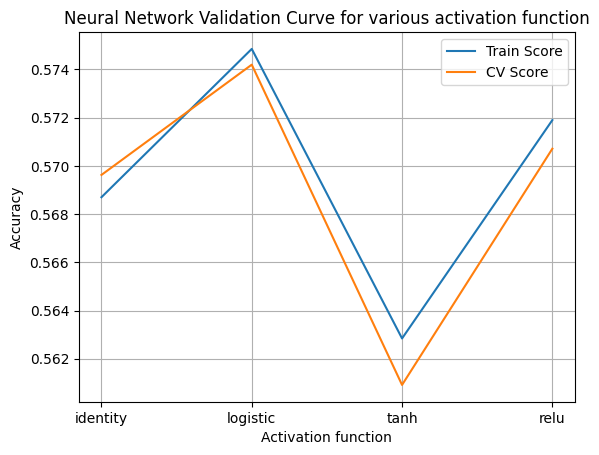 Neural Network Validation Curve for various activation function
Train Score
CV Score
Accuracy
0.574
0.572
0.570
0.568
0.566
0.564
0.562
identity
logistic
tanh
relu
Activation function